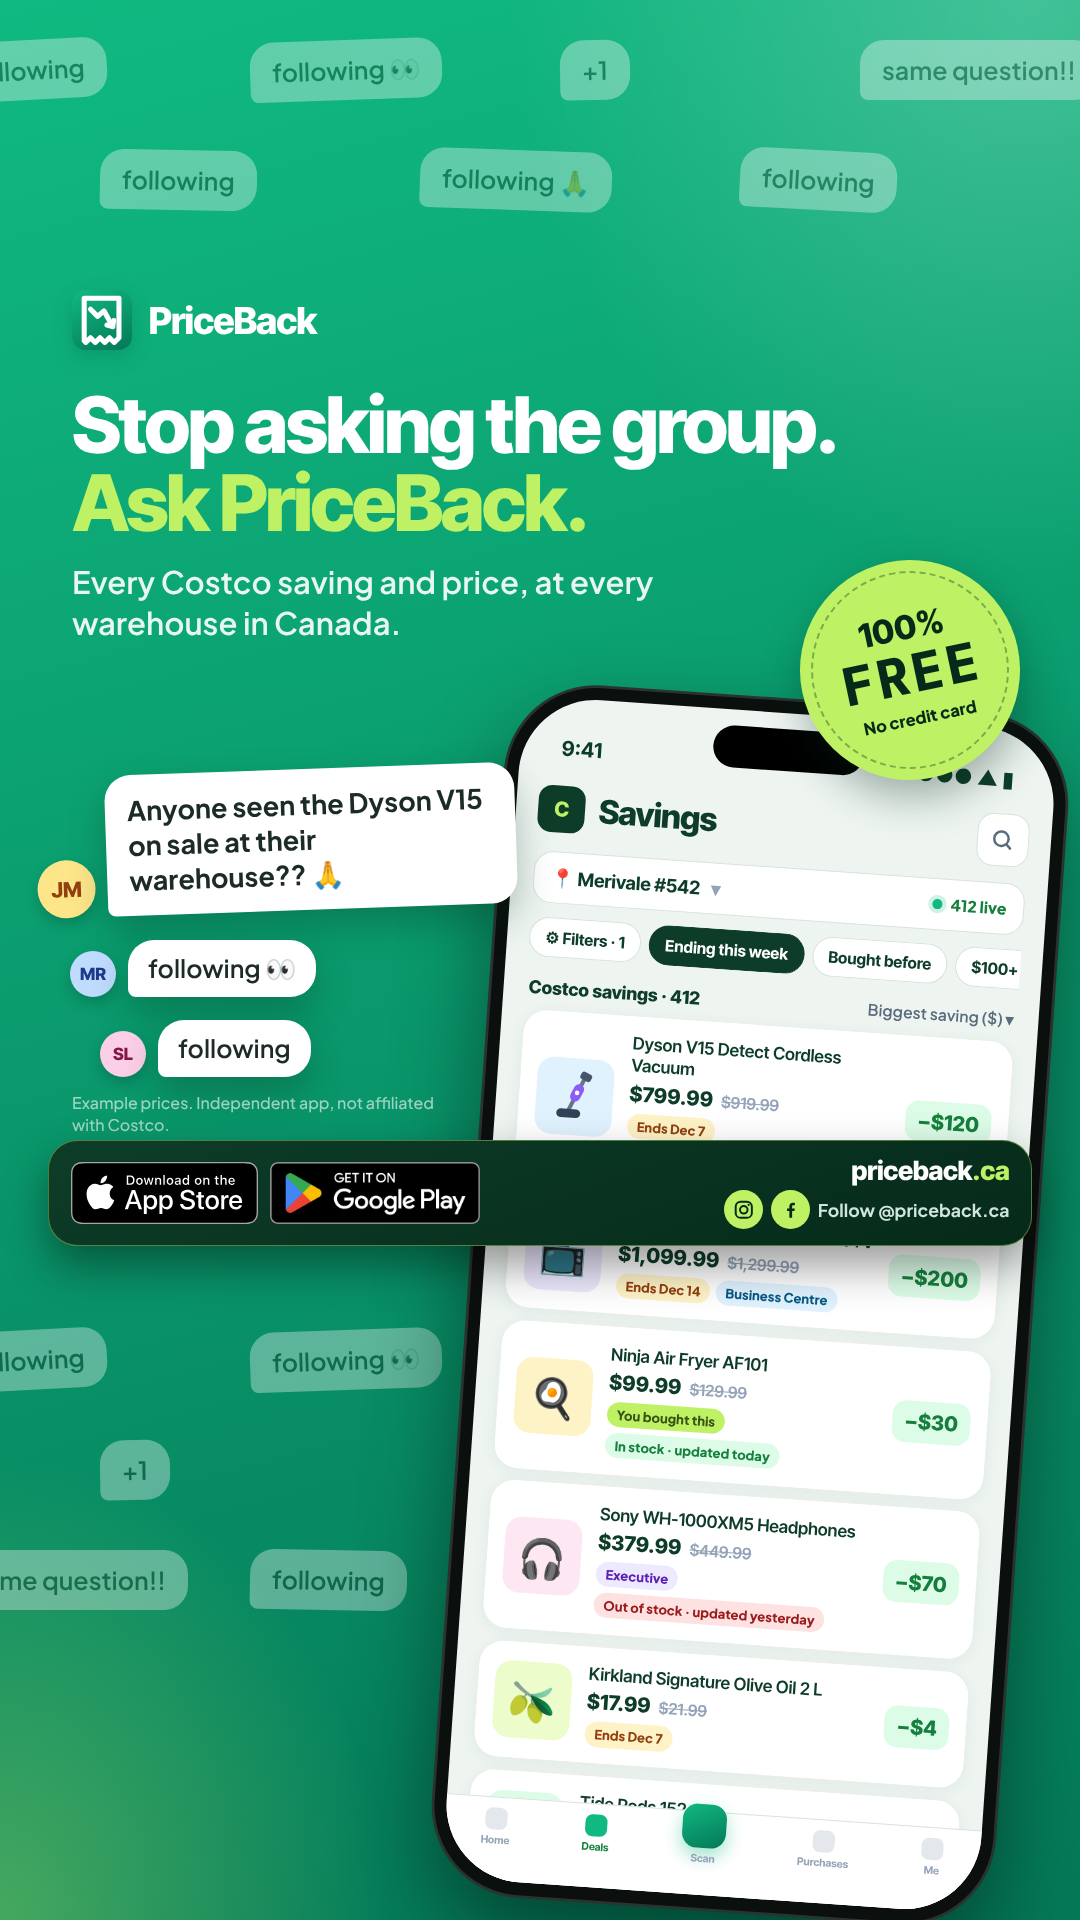 llowing
following 👀
+1
same question!!
following
following 🙏
following
PriceBack
Stop asking the group.
Ask PriceBack.
Every Costco saving and price, at every
warehouse in Canada.
100%
FREE
No credit card
9:41
C
Savings
📍 Merivale #542 ▼
412 live
⚙ Filters · 1
Ending this week
Bought before
$100+
Costco savings · 412
Biggest saving ($) ▾
Anyone seen the Dyson V15
on sale at their
warehouse?? 🙏
JM
MR
following 👀
SL
following
Example prices. Independent app, not affiliated
with Costco.
Dyson V15 Detect Cordless
Vacuum
$799.99 $919.99
Ends Dec 7
−$120
Download on the
App Store
GET IT ON
Google Play
priceback.ca
Follow @priceback.ca
$1,099.99 $1,299.99
Ends Dec 14
Business Centre
−$200
llowing
following 👀
+1
me question!!
following
Ninja Air Fryer AF101
$99.99 $129.99
You bought this
In stock · updated today
−$30
Sony WH-1000XM5 Headphones
$379.99 $449.99
Executive
Out of stock · updated yesterday
−$70
Kirkland Signature Olive Oil 2 L
$17.99 $21.99
Ends Dec 7
−$4
Tide Pods 152
Home
Deals
Scan
Purchases
Me